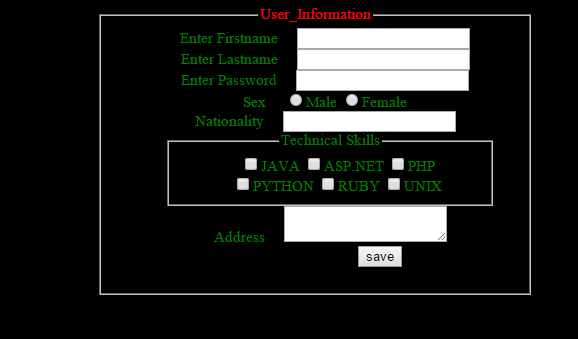 User_Information
Enter Firstname
Enter Lastname
Enter Password
Sex Male Female
Nationality
Technical Skills
JAVA ASP.NET PHP
PYTHON RUBY UNIX
Address
save